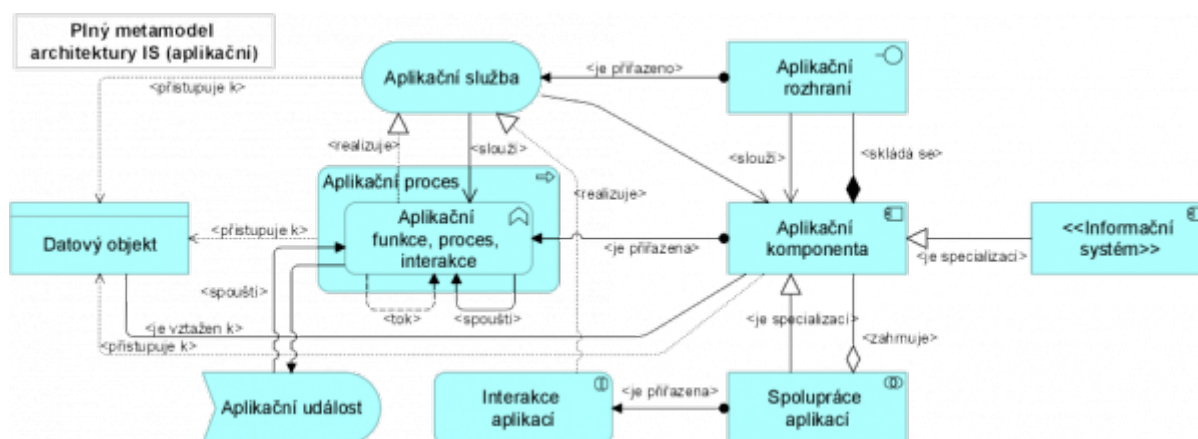 Plný metamodel
architektury IS (aplikační)
Aplikační služba
<je přiřazeno>
Aplikační
rozhraní
<přistupuje k>
<realizuje>
<slouží>
<slouží>
<skládá se>
Aplikační proces
<realizuje>
Datový objekt
<přistupuje k>
Aplikační
funkce, proces,
interakce
<je přiřazena>
Aplikační
komponenta
<<Informační
systém>>
<je specializací>
<spouští>
<tok>
<spouští>
<je vztažen k>
<je specializací>
<přistupuje k>
<zahrnuje>
Aplikační událost
Interakce
aplikací
<je přiřazena>
Spolupráce
aplikací